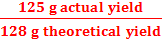 125 g actual yield
128 g theoretical yield